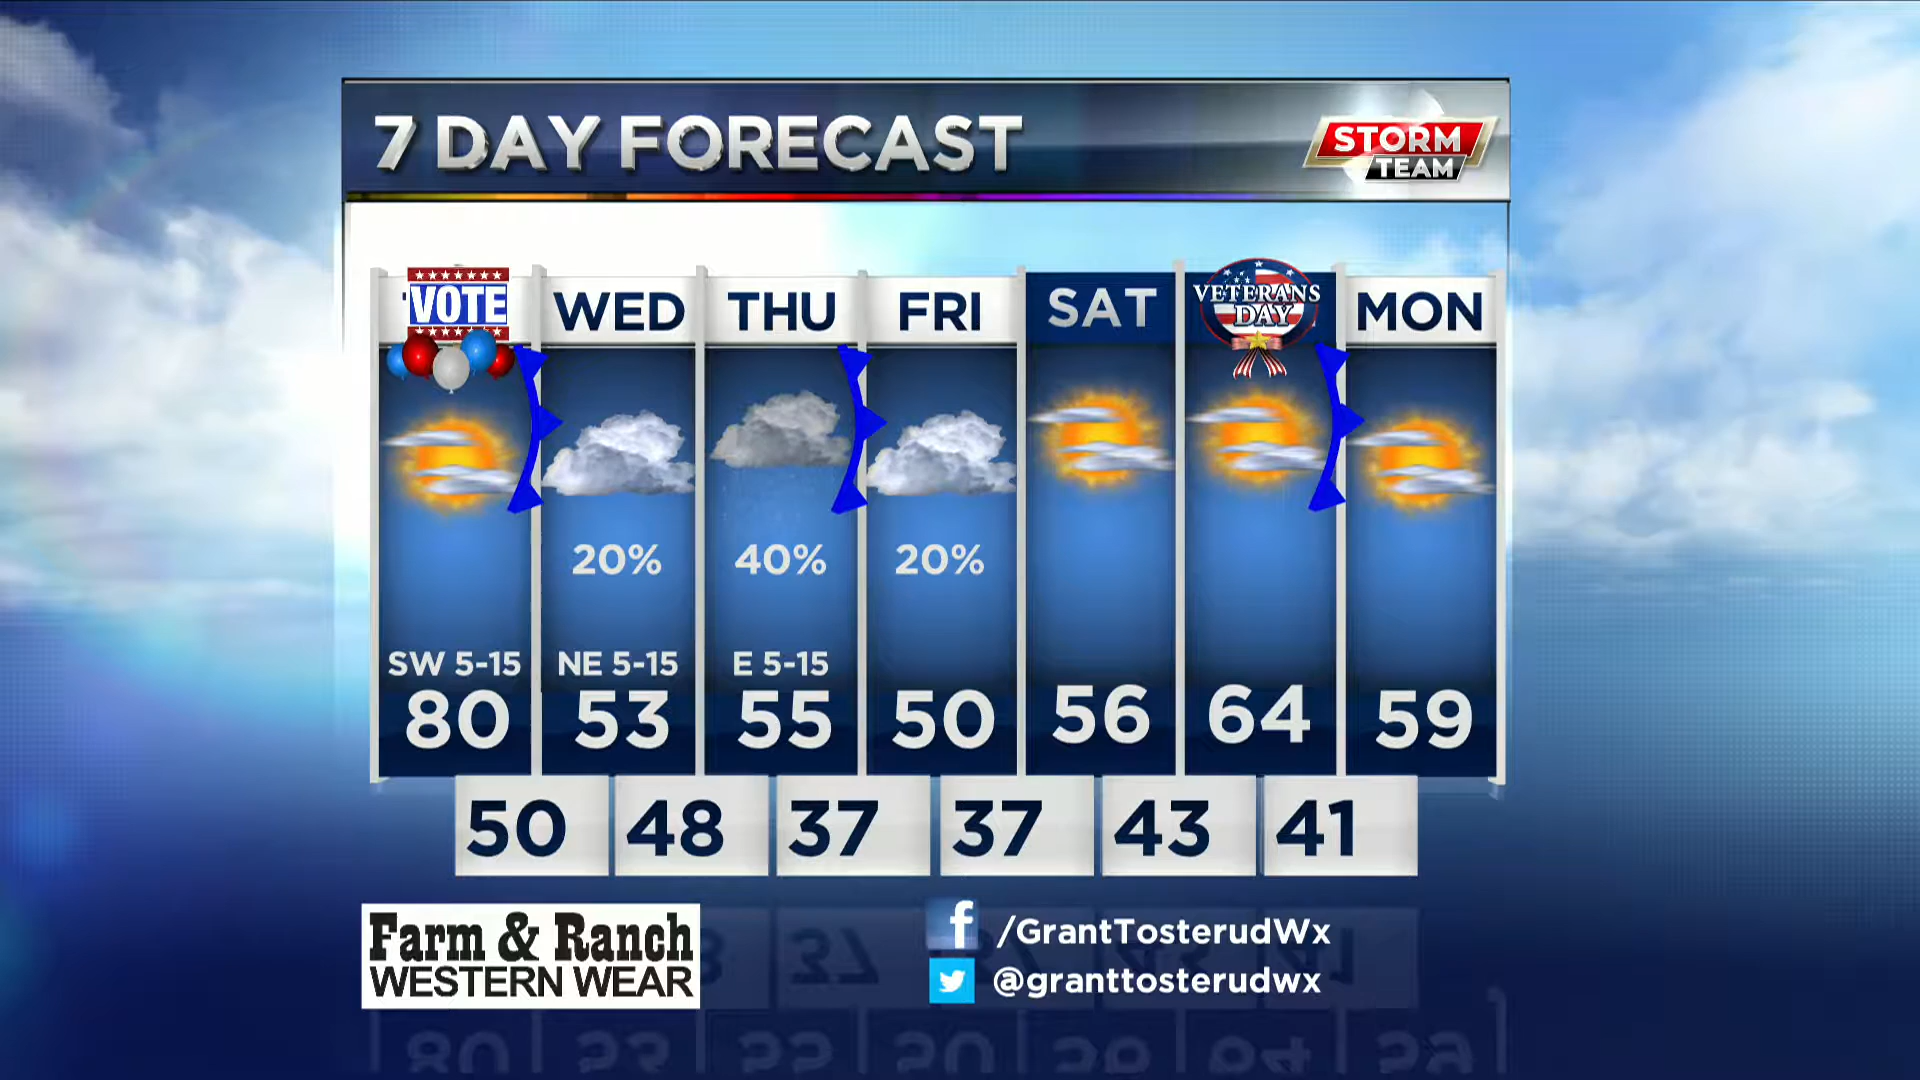 7 DAY FORECAST
STORM
TEAM
VOTE
WED
THU
FRI
SAT
VETERANS
DAY
MON
20%
40%
20%
SW 5-15
NE 5-15
E 5-15
80
53
55
50
56
64
59
50
48
37
37
43
41
Farm & Ranch
WESTERN WEAR
/GrantTosterudWx
@granttosterudwx